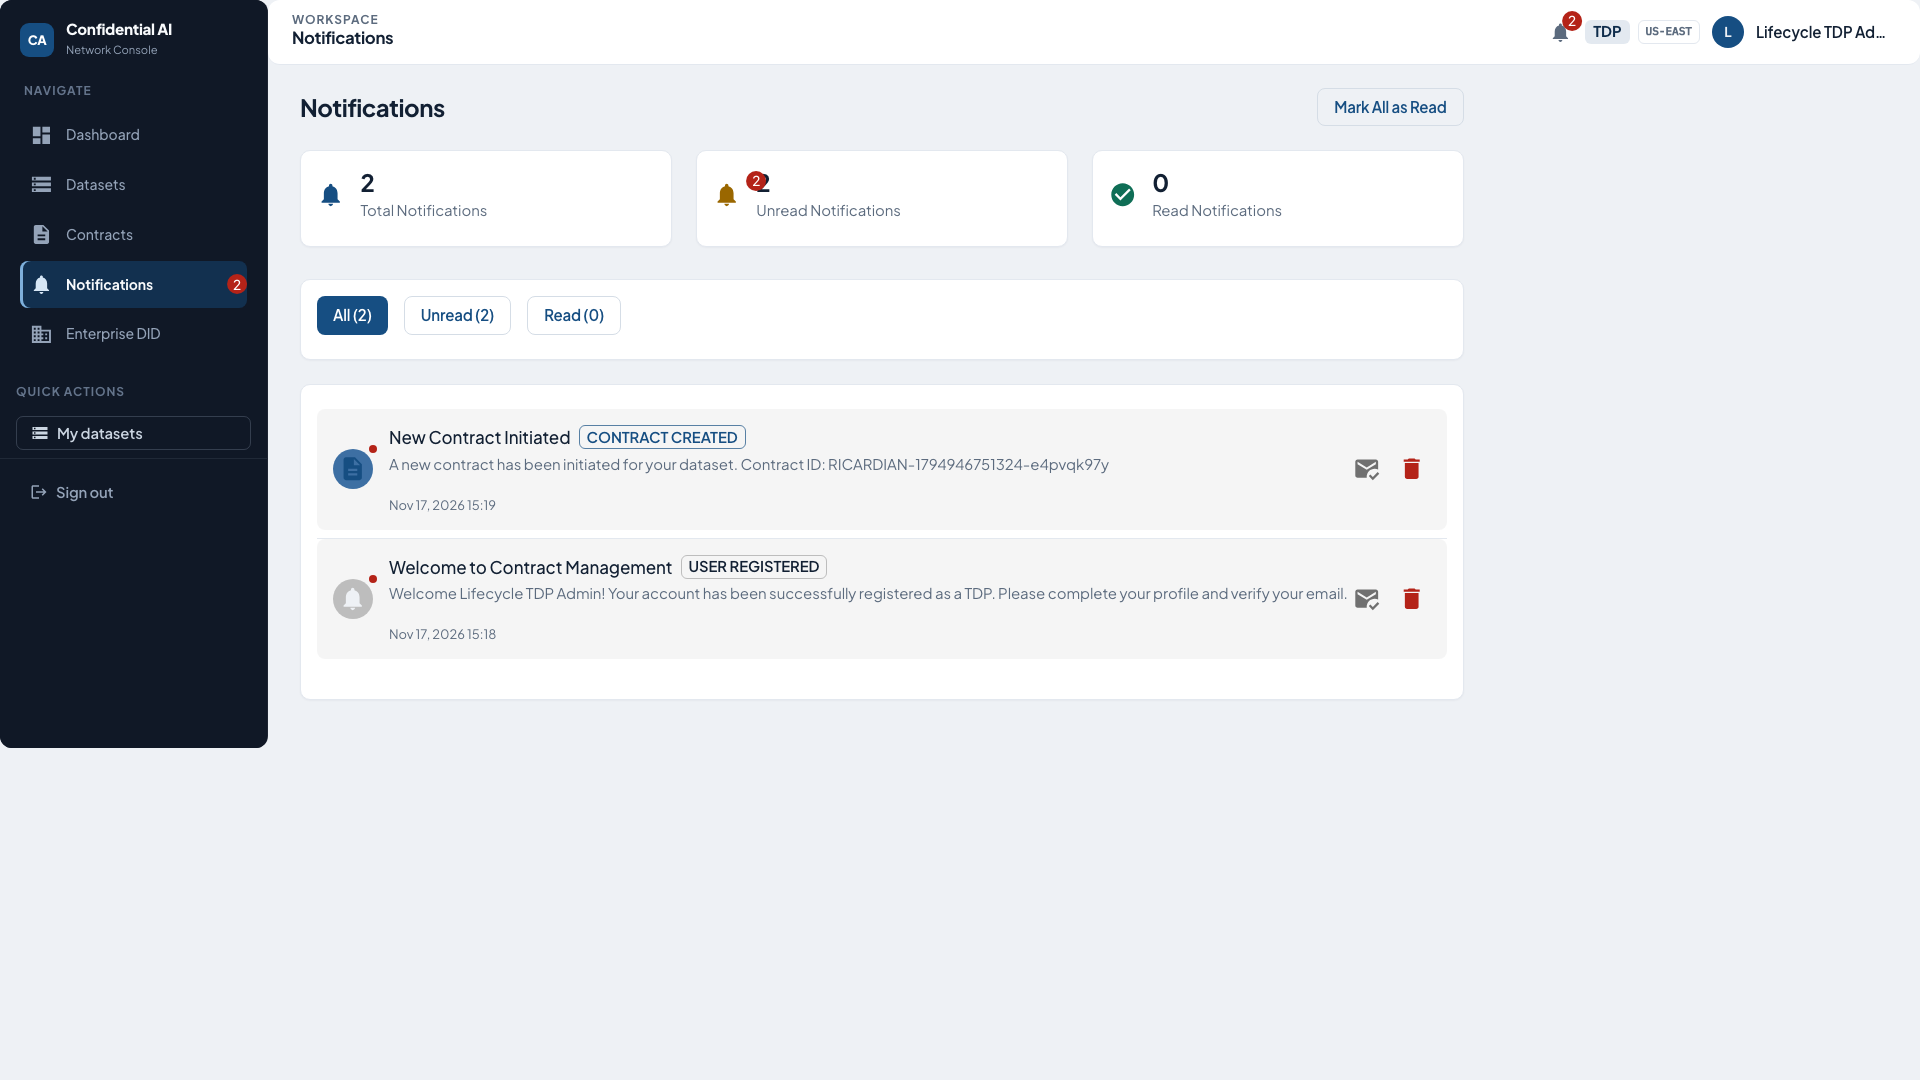 CA
Confidential AI
Network Console
NAVIGATE
Dashboard
Datasets
Contracts
Notifications 2
Enterprise DID
QUICK ACTIONS
My datasets
Sign out
WORKSPACE
Notifications
2
TDP
US-EAST
L
Lifecycle TDP Ad...
Notifications
Mark All as Read
2
Total Notifications
2
2
Unread Notifications
0
Read Notifications
All (2)
Unread (2)
Read (0)
New Contract Initiated CONTRACT CREATED
A new contract has been initiated for your dataset. Contract ID: RICARDIAN-1794946751324-e4pvqk97y
Nov 17, 2026 15:19
Welcome to Contract Management USER REGISTERED
Welcome Lifecycle TDP Admin! Your account has been successfully registered as a TDP. Please complete your profile and verify your email.
Nov 17, 2026 15:18